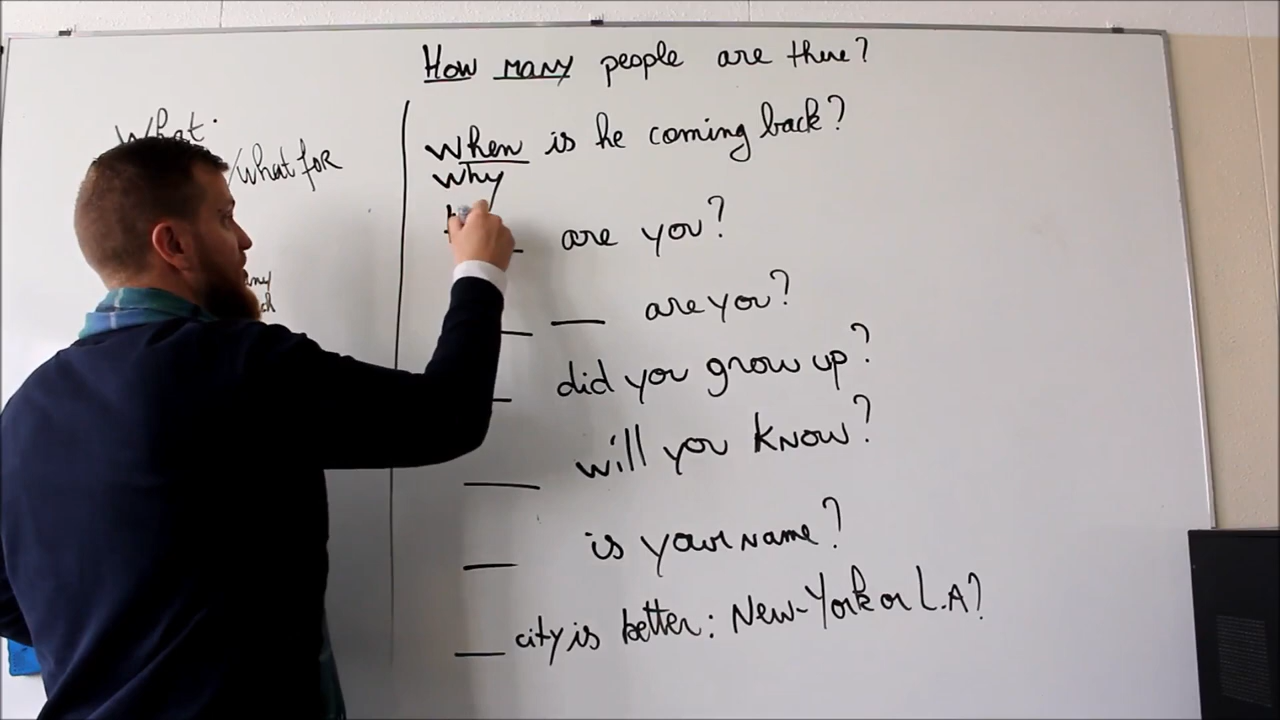 How many people are there?
What
/what for
When is he coming back?
why
are you?
are you?
did you grow up?
will you know?
is your name?
city is better: New-York or L.A?